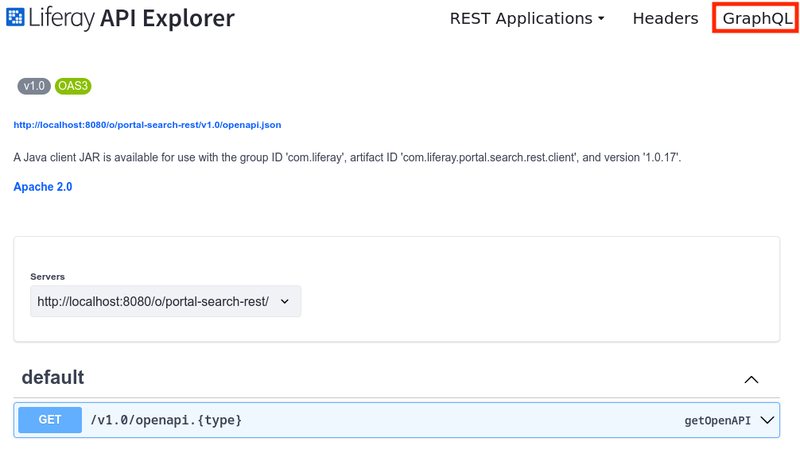 Liferay API Explorer
REST Applications
Headers
GraphQL
v1.0 OAS3
http://localhost:8080/o/portal-search-rest/v1.0/openapi.json
A Java client JAR is available for use with the group ID 'com.liferay', artifact ID 'com.liferay.portal.search.rest.client', and version '1.0.17'.
Apache 2.0
Servers
http://localhost:8080/o/portal-search-rest/
default
GET /v1.0/openapi.{type} getOpenAPI